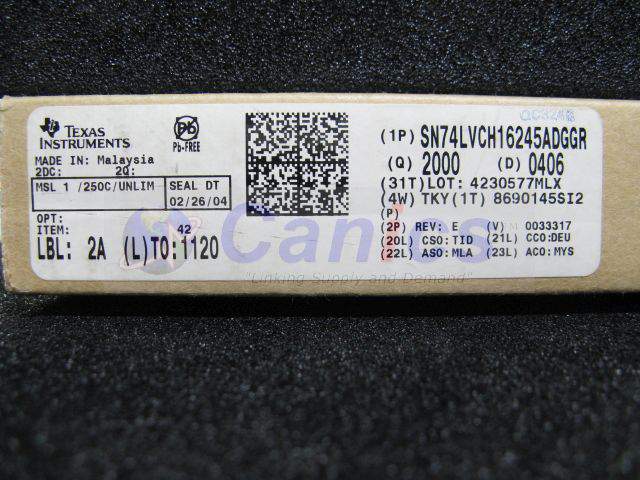 TEXAS
INSTRUMENTS
Pb
Pb-FREE
MADE IN: Malaysia
2DC: 2Q:
MSL 1 /250C/UNLIM
SEAL DT
02/26/04
OPT:
ITEM: 42
LBL: 2A (L)TO:1120
(1P) SN74LVCH16245ADGGR
(Q) 2000 (D) 0406
(31T)LOT: 4230577MLX
(4W) TKY(1T) 8690145SI2
(P)
(2P) REV: E (V) 0033317
(20L) CSO:TID (21L) CCO:DEU
(22L) ASO:MLA (23L) ACO:MYS
"Linking Supply and Demand"